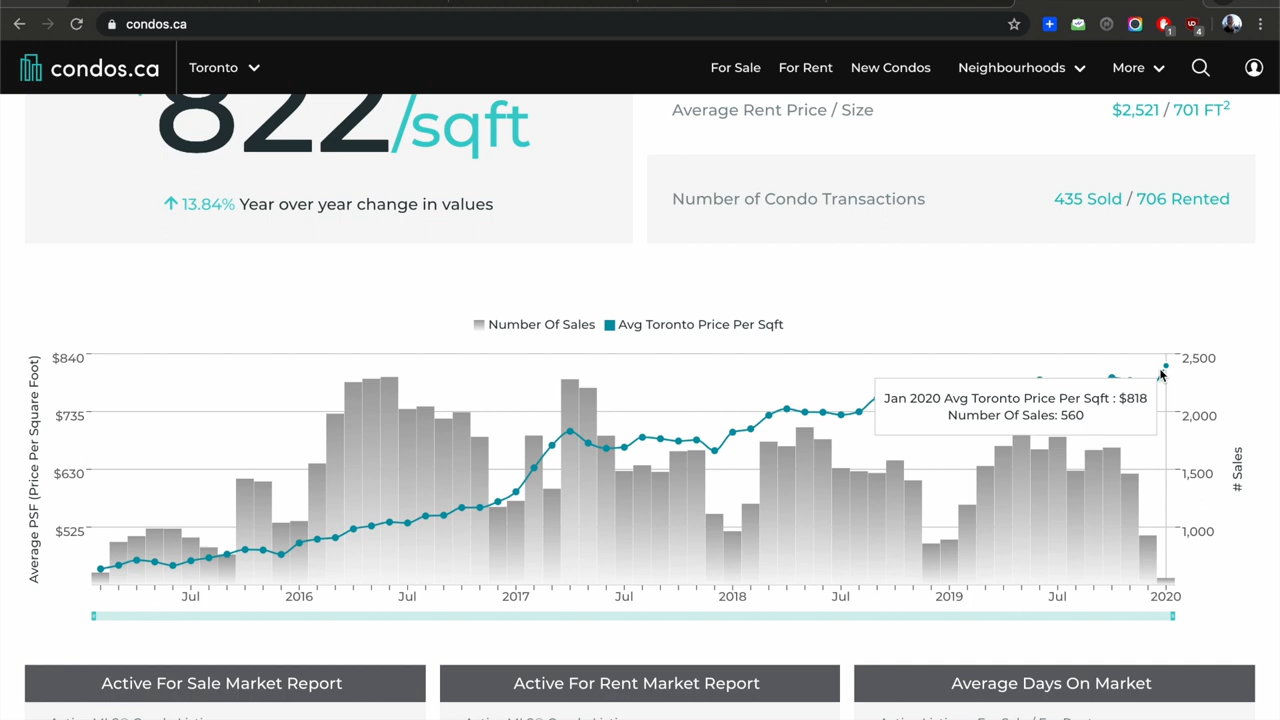 condos.ca
1
4
condos.ca
Toronto
For Sale
For Rent
New Condos
Neighbourhoods
More
822/sqft
13.84% Year over year change in values
Average Rent Price / Size
$2,521 / 701 FT²
Number of Condo Transactions
435 Sold / 706 Rented
Number Of Sales
Avg Toronto Price Per Sqft
Average PSF (Price Per Square Foot)
$840
$735
$630
$525
Jan 2020 Avg Toronto Price Per Sqft : $818
Number Of Sales: 560
2,500
2,000
1,500
1,000
# Sales
Jul
2016
Jul
2017
Jul
2018
Jul
2019
Jul
2020
Active For Sale Market Report
Active For Rent Market Report
Average Days On Market